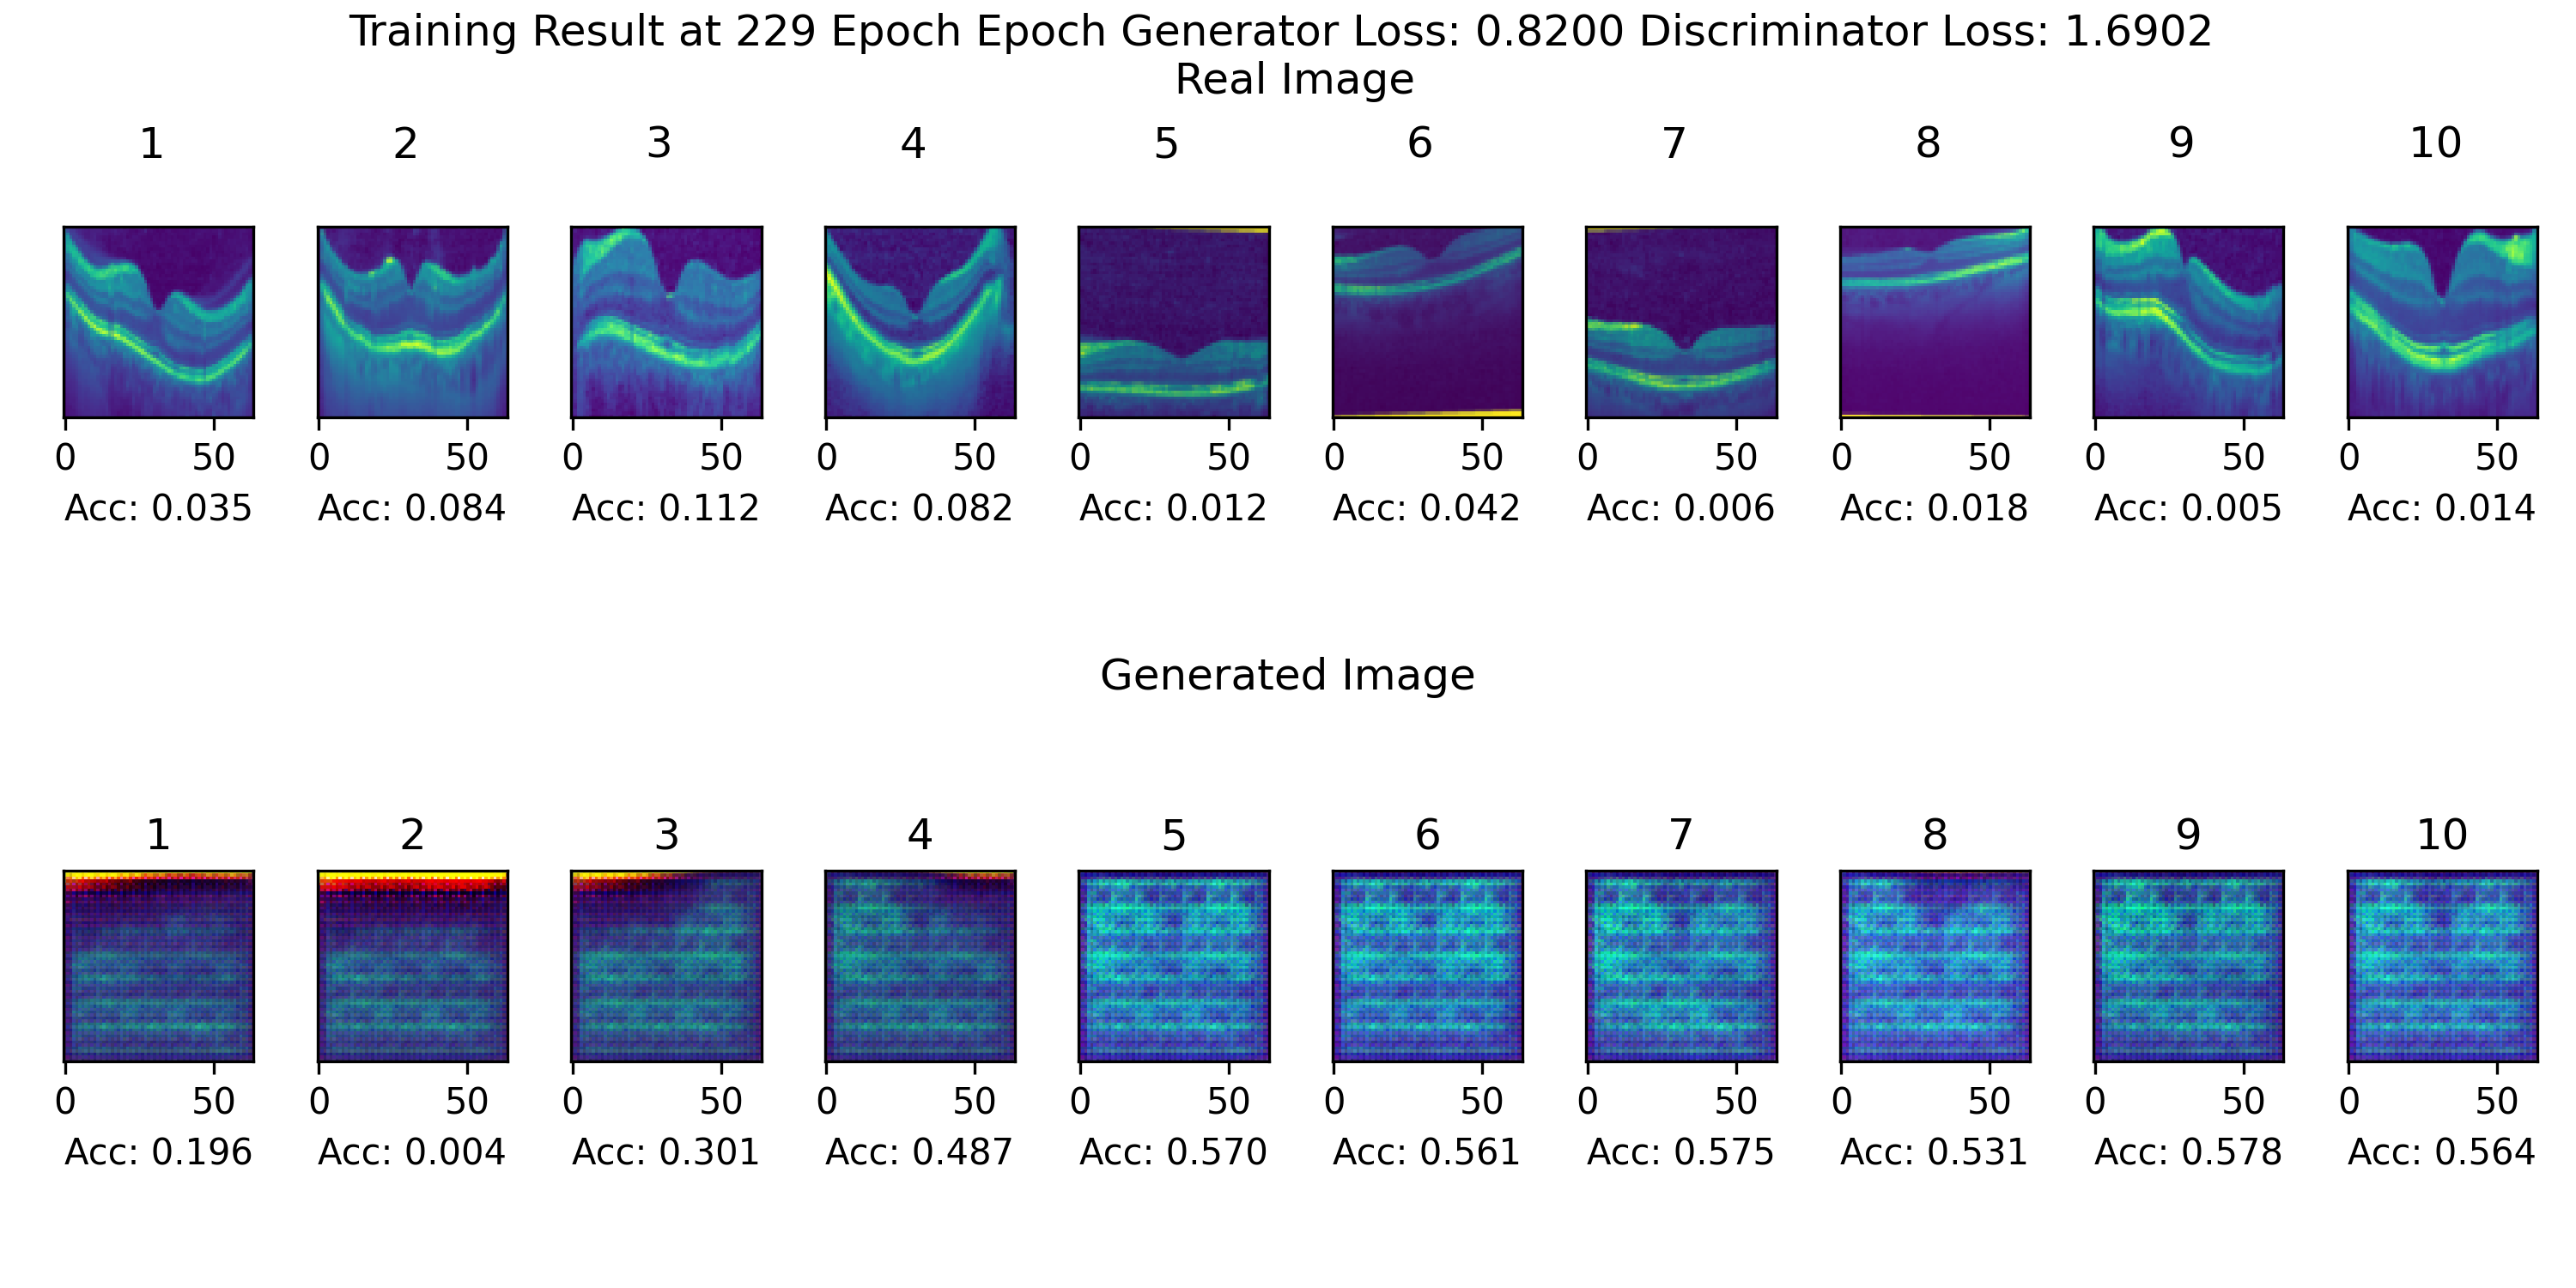 Training Result at 229 Epoch Epoch Generator Loss: 0.8200 Discriminator Loss: 1.6902
Real Image
1 2 3 4 5 6 7 8 9 10
0 50 0 50 0 50 0 50 0 50 0 50 0 50 0 50 0 50 0 50
Acc: 0.035 Acc: 0.084 Acc: 0.112 Acc: 0.082 Acc: 0.012 Acc: 0.042 Acc: 0.006 Acc: 0.018 Acc: 0.005 Acc: 0.014
Generated Image
1 2 3 4 5 6 7 8 9 10
0 50 0 50 0 50 0 50 0 50 0 50 0 50 0 50 0 50 0 50
Acc: 0.196 Acc: 0.004 Acc: 0.301 Acc: 0.487 Acc: 0.570 Acc: 0.561 Acc: 0.575 Acc: 0.531 Acc: 0.578 Acc: 0.564